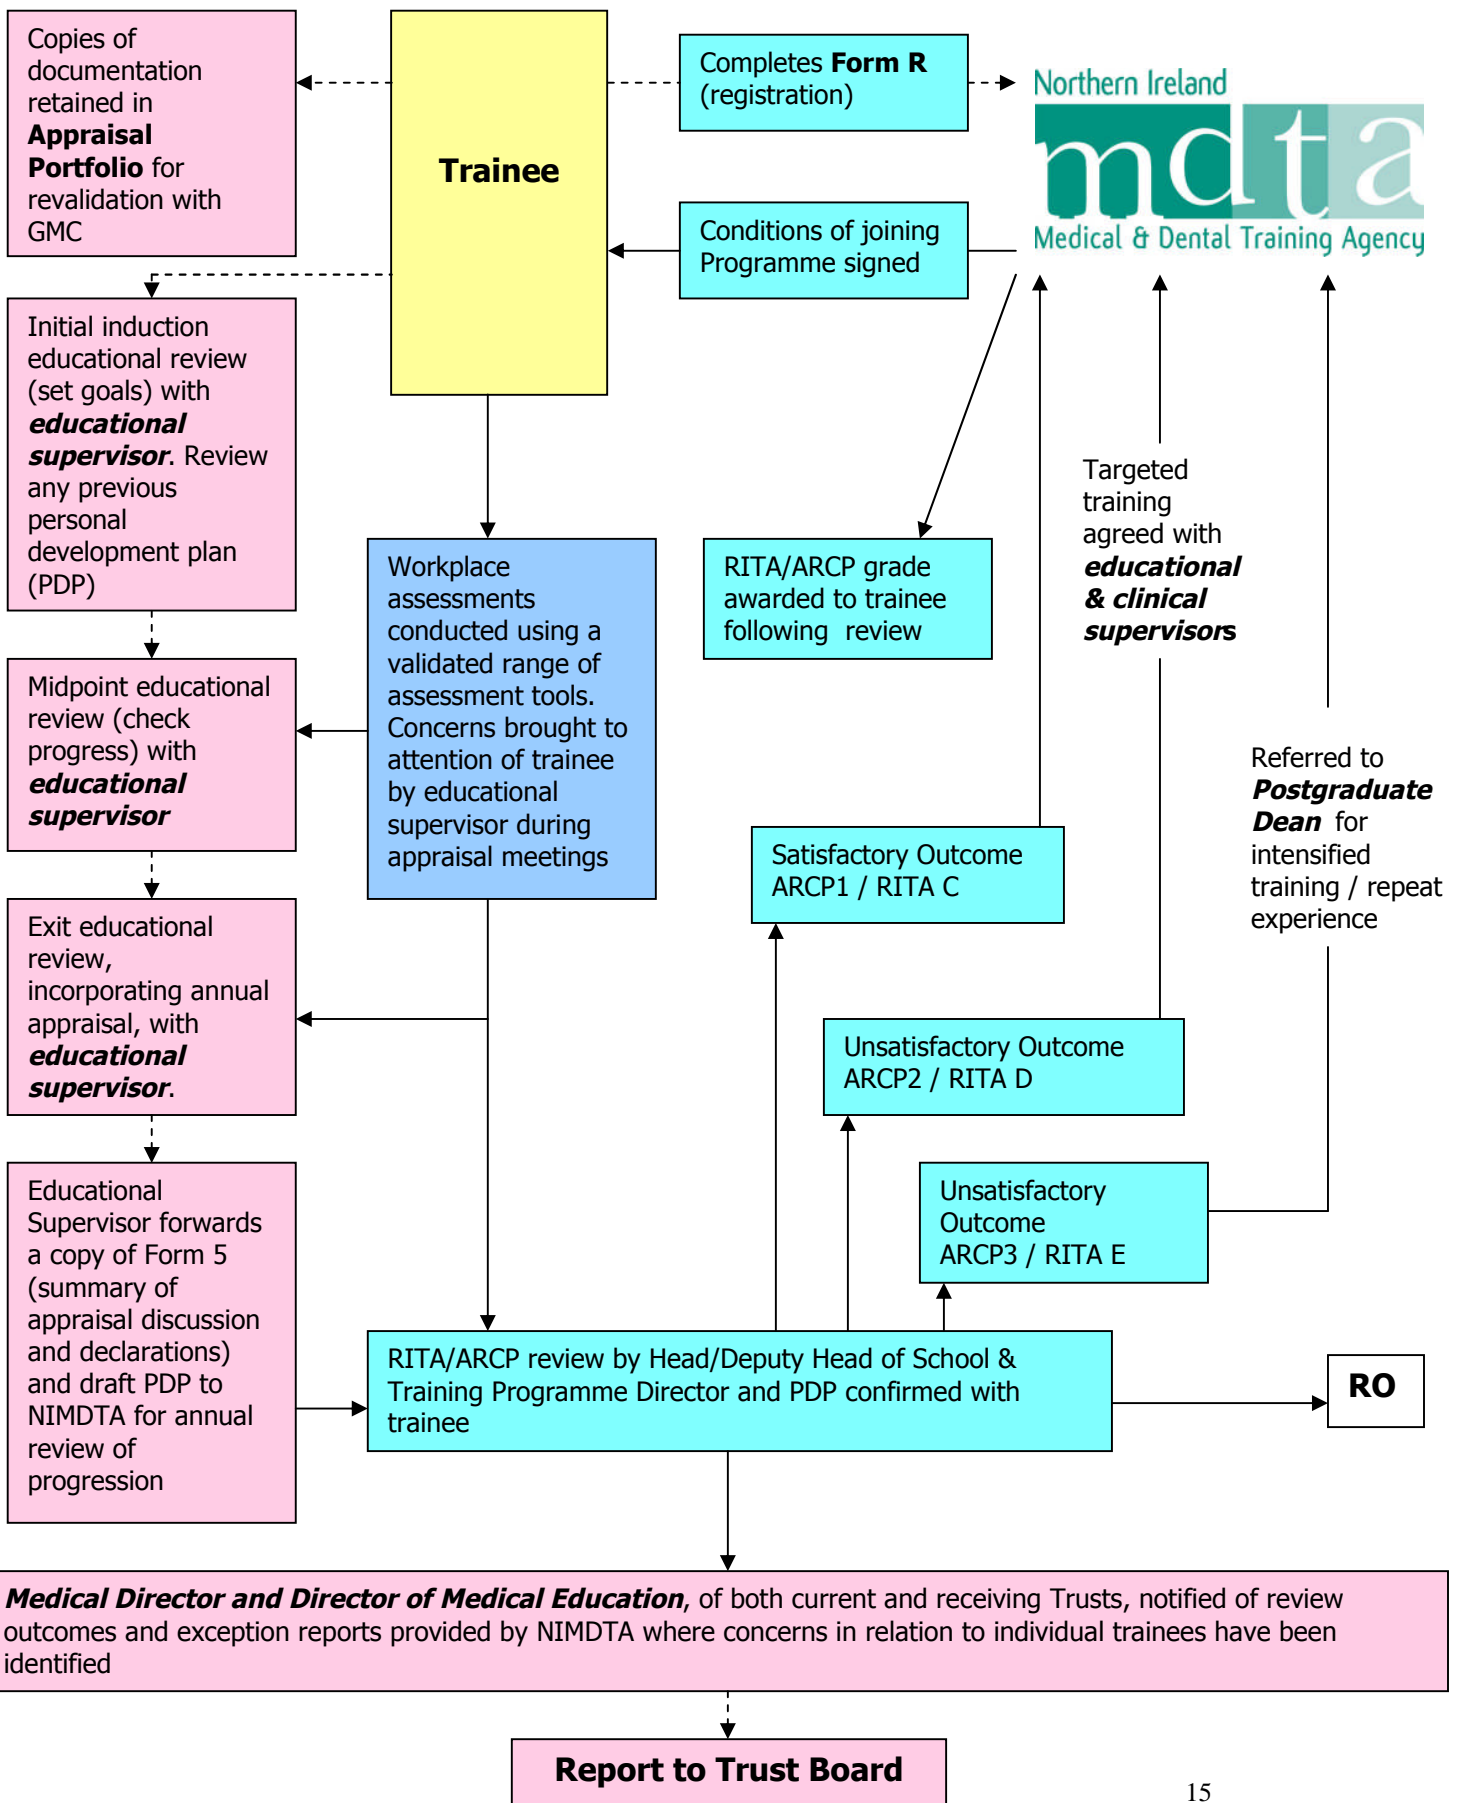 Copies of
documentation
retained in
Appraisal
Portfolio for
revalidation with
GMC
Trainee
Completes Form R
(registration)
Northern Ireland
mdta
Medical & Dental Training Agency
Conditions of joining
Programme signed
Initial induction
educational review
(set goals) with
educational
supervisor. Review
any previous
personal
development plan
(PDP)
Workplace
assessments
conducted using a
validated range of
assessment tools.
Concerns brought to
attention of trainee
by educational
supervisor during
appraisal meetings
RITA/ARCP grade
awarded to trainee
following review
Targeted
training
agreed with
educational
& clinical
supervisors
Midpoint educational
review (check
progress) with
educational
supervisor
Referred to
Postgraduate
Dean for
intensified
training / repeat
experience
Satisfactory Outcome
ARCP1 / RITA C
Exit educational
review,
incorporating annual
appraisal, with
educational
supervisor.
Unsatisfactory Outcome
ARCP2 / RITA D
Unsatisfactory
Outcome
ARCP3 / RITA E
Educational
Supervisor forwards
a copy of Form 5
(summary of
appraisal discussion
and declarations)
and draft PDP to
NIMDTA for annual
review of
progression
RITA/ARCP review by Head/Deputy Head of School &
Training Programme Director and PDP confirmed with
trainee
RO
Medical Director and Director of Medical Education, of both current and receiving Trusts, notified of review
outcomes and exception reports provided by NIMDTA where concerns in relation to individual trainees have been
identified
Report to Trust Board
15